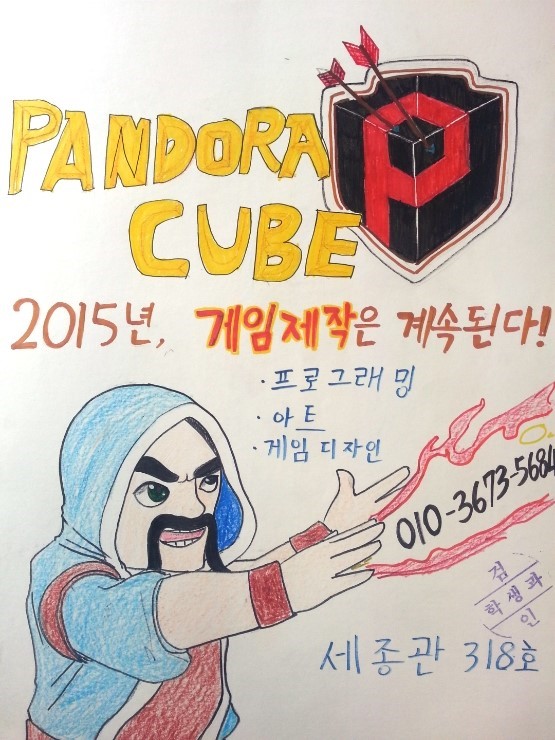 PANDORA
CUBE
P
2015년, 게임제작은 계속된다!
· 프로그래밍
· 아트
· 게임 디자인
010-3673-5684
검
학생과
인
세종관 318호